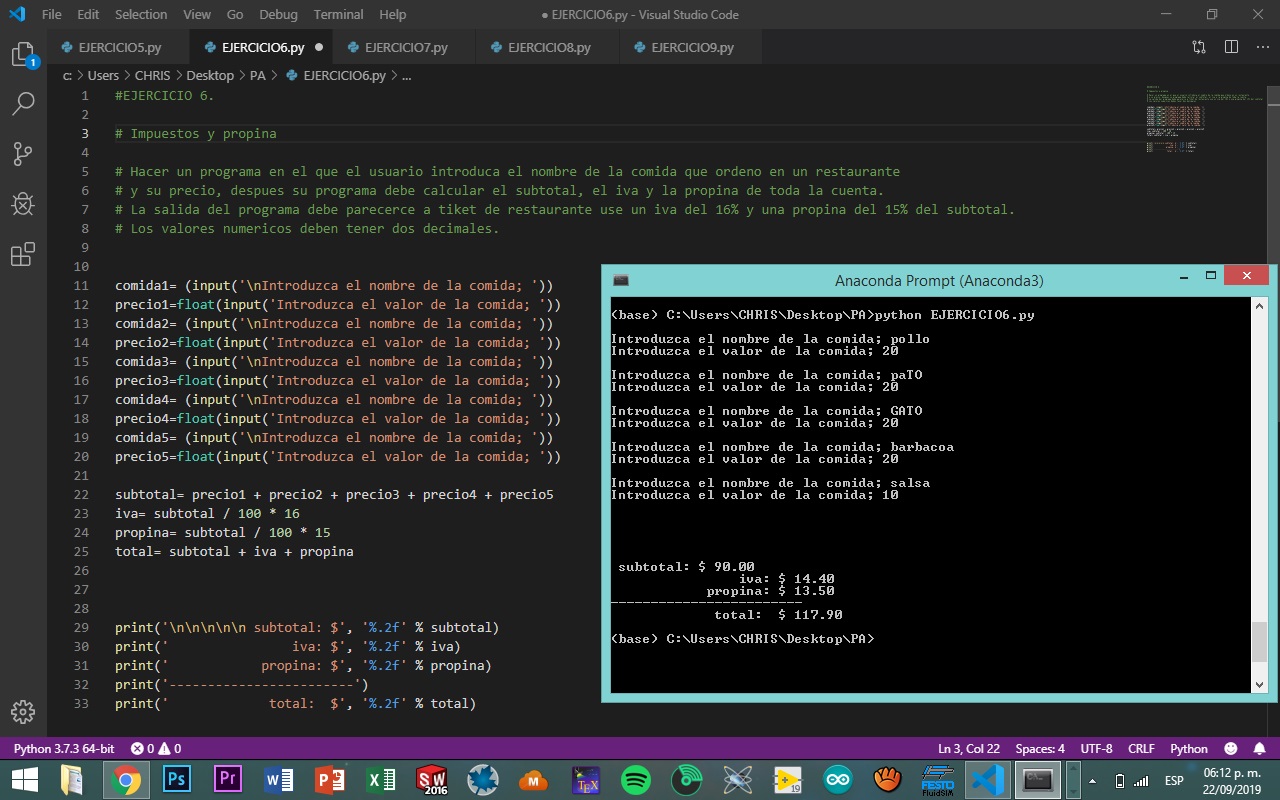 File Edit Selection View Go Debug Terminal Help ● EJERCICIO6.py - Visual Studio Code
EJERCICIO5.py EJERCICIO6.py ● EJERCICIO7.py EJERCICIO8.py EJERCICIO9.py
c: > Users > CHRIS > Desktop > PA > EJERCICIO6.py > ...
1 #EJERCICIO 6.
2
3 # Impuestos y propina
4
5 # Hacer un programa en el que el usuario introduca el nombre de la comida que ordeno en un restaurante
6 # y su precio, despues su programa debe calcular el subtotal, el iva y la propina de toda la cuenta.
7 # La salida del programa debe parecerce a tiket de restaurante use un iva del 16% y una propina del 15% del subtotal.
8 # Los valores numericos deben tener dos decimales.
9
10
11 comida1= (input('\nIntroduzca el nombre de la comida; '))
12 precio1=float(input('Introduzca el valor de la comida; '))
13 comida2= (input('\nIntroduzca el nombre de la comida; '))
14 precio2=float(input('Introduzca el valor de la comida; '))
15 comida3= (input('\nIntroduzca el nombre de la comida; '))
16 precio3=float(input('Introduzca el valor de la comida; '))
17 comida4= (input('\nIntroduzca el nombre de la comida; '))
18 precio4=float(input('Introduzca el valor de la comida; '))
19 comida5= (input('\nIntroduzca el nombre de la comida; '))
20 precio5=float(input('Introduzca el valor de la comida; '))
21
22 subtotal= precio1 + precio2 + precio3 + precio4 + precio5
23 iva= subtotal / 100 * 16
24 propina= subtotal / 100 * 15
25 total= subtotal + iva + propina
26
27
28
29 print('\n\n\n\n\n subtotal: $', '%.2f' % subtotal)
30 print('                iva: $', '%.2f' % iva)
31 print('            propina: $', '%.2f' % propina)
32 print('------------------------')
33 print('             total:  $', '%.2f' % total)
Anaconda Prompt (Anaconda3)
(base) C:\Users\CHRIS\Desktop\PA>python EJERCICIO6.py
Introduzca el nombre de la comida; pollo
Introduzca el valor de la comida; 20
Introduzca el nombre de la comida; paTO
Introduzca el valor de la comida; 20
Introduzca el nombre de la comida; GATO
Introduzca el valor de la comida; 20
Introduzca el nombre de la comida; barbacoa
Introduzca el valor de la comida; 20
Introduzca el nombre de la comida; salsa
Introduzca el valor de la comida; 10
subtotal: $ 90.00
iva: $ 14.40
propina: $ 13.50
------------------------
total:  $ 117.90
(base) C:\Users\CHRIS\Desktop\PA>
1
Python 3.7.3 64-bit 0 0 Ln 3, Col 22 Spaces: 4 UTF-8 CRLF Python
Ps Pr W P X SW 2016 M TEX 19 FESTO FluidSIM ESP 06:12 p. m.
22/09/2019